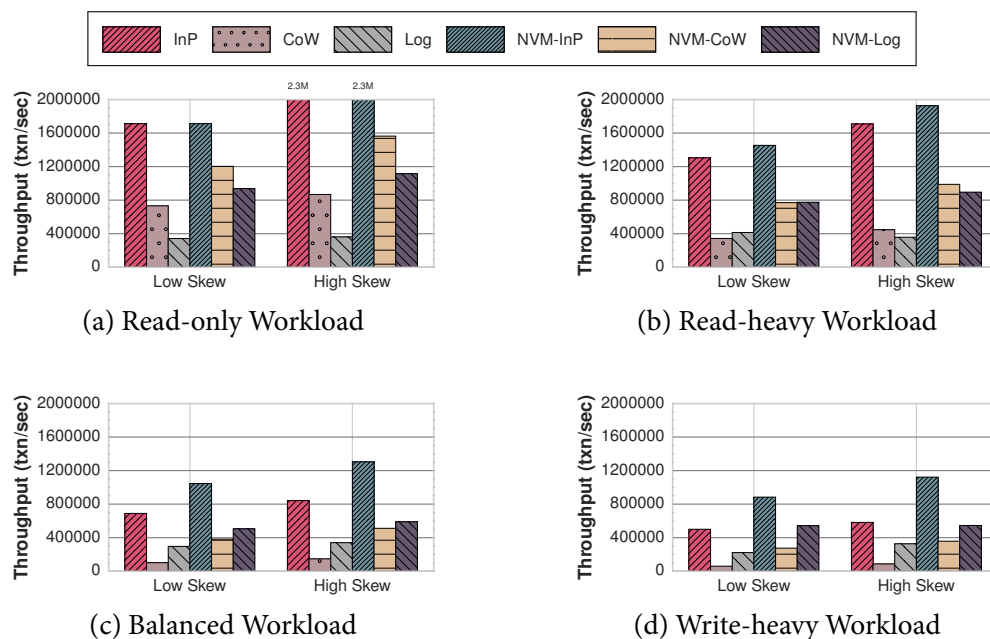 InP CoW Log NVM-InP NVM-CoW NVM-Log
2.3M 2.3M
Throughput (txn/sec)
2000000
1600000
1200000
800000
400000
0
Low Skew High Skew
(a) Read-only Workload
Throughput (txn/sec)
2000000
1600000
1200000
800000
400000
0
Low Skew High Skew
(b) Read-heavy Workload
Throughput (txn/sec)
2000000
1600000
1200000
800000
400000
0
Low Skew High Skew
(c) Balanced Workload
Throughput (txn/sec)
2000000
1600000
1200000
800000
400000
0
Low Skew High Skew
(d) Write-heavy Workload